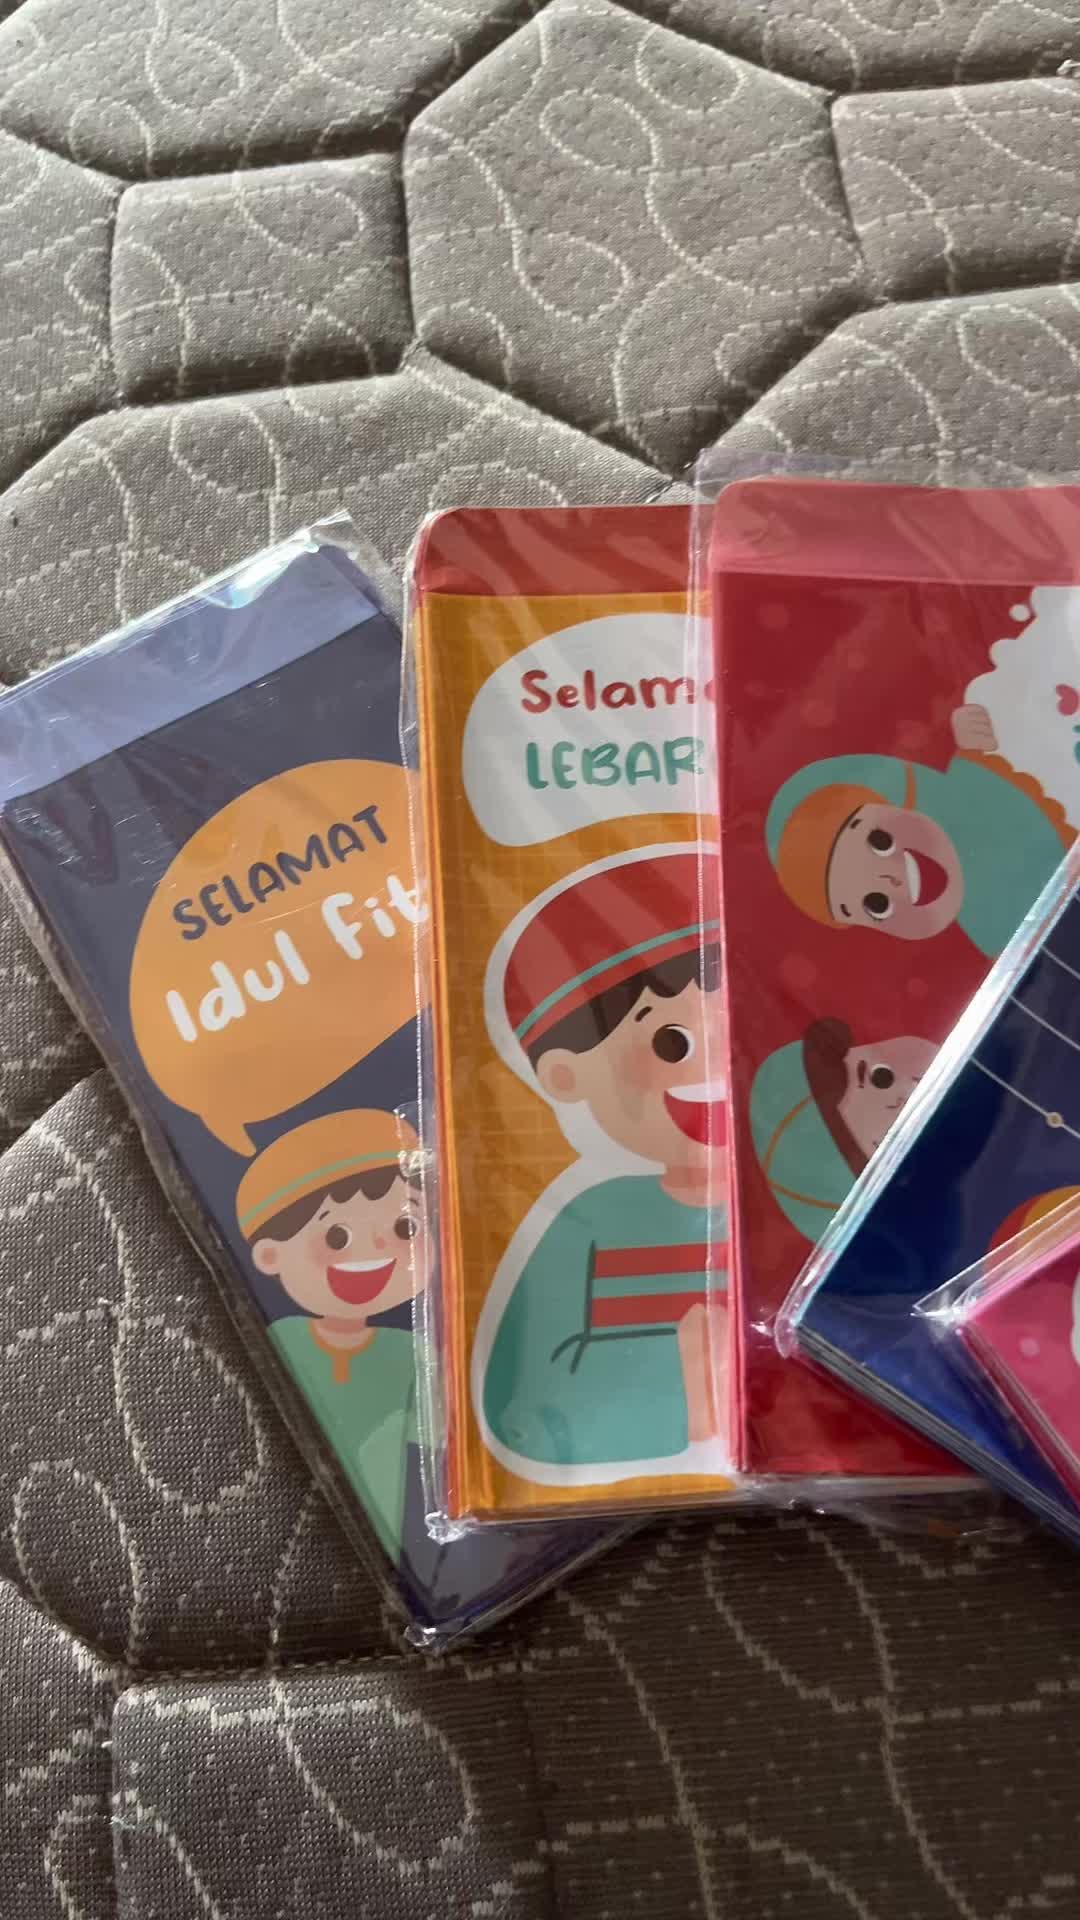 SELAMAT
Idul Fit
Selam
LEBAR